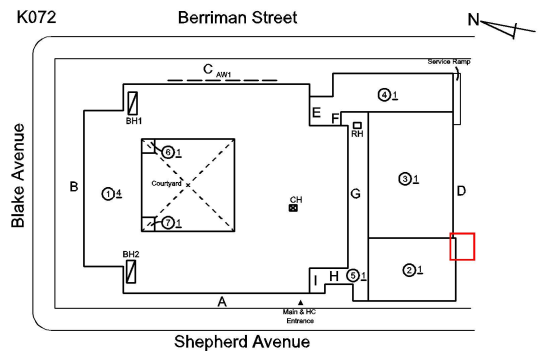 K072
Berriman Street
N
C
AW1
Service Ramp
4 1
E
F
BH1
RH
6 1
Blake Avenue
B
1 4
Courtyard
3 1
G
D
CH
7 1
BH2
H
I
5 1
2 1
A
Main & HC
Entrance
Shepherd Avenue